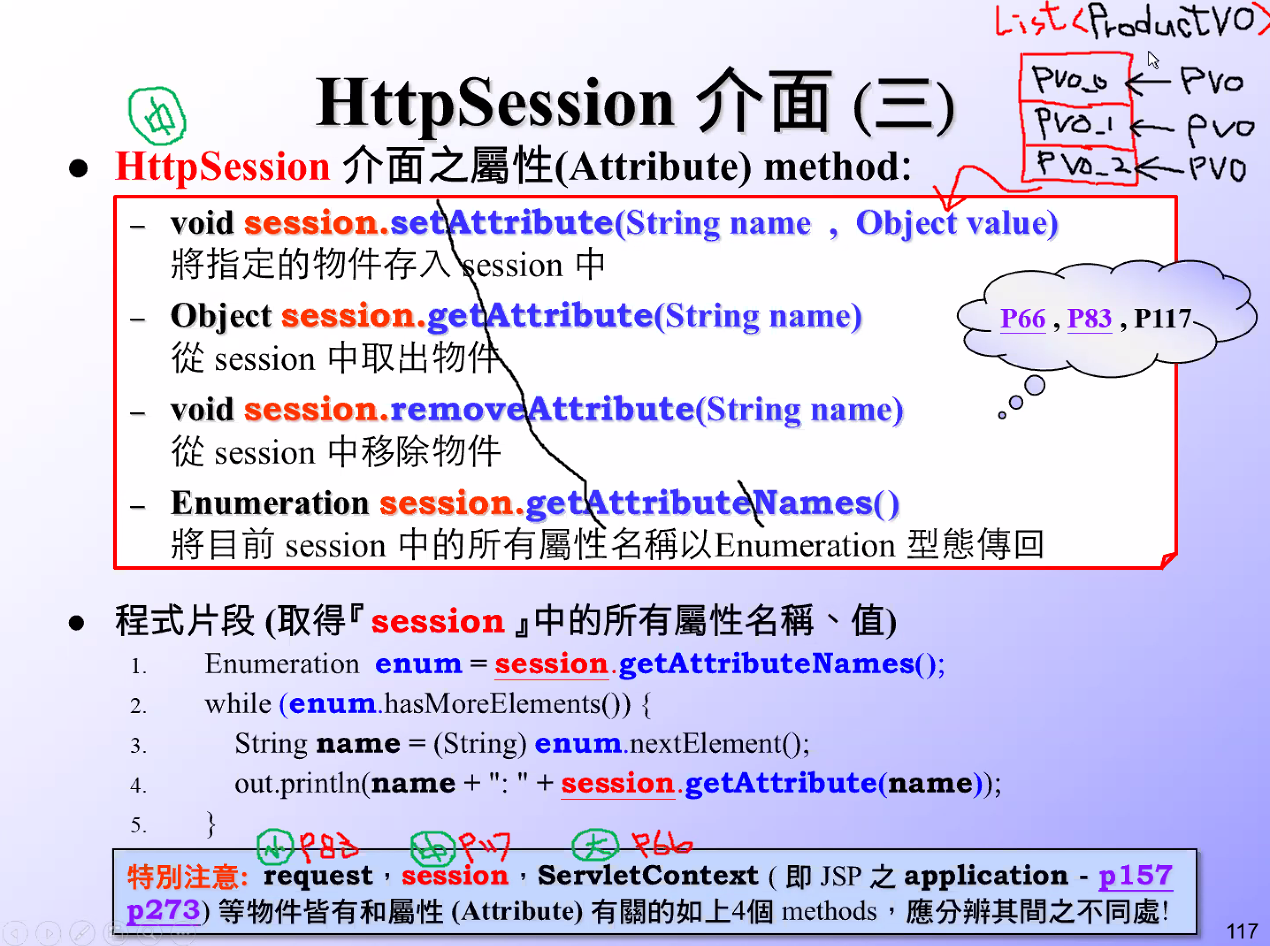 List<ProductVO>
HttpSession 介面 (三)
中
PVO_0 ← PVO
PVO_1 ← PVO
PVO_2 ← PVO
● HttpSession 介面之屬性(Attribute) method:
– void session.setAttribute(String name , Object value)
將指定的物件存入 session 中
– Object session.getAttribute(String name)
從 session 中取出物件
P66 , P83 , P117
– void session.removeAttribute(String name)
從 session 中移除物件
– Enumeration session.getAttributeNames()
將目前 session 中的所有屬性名稱以Enumeration 型態傳回
● 程式片段 (取得『session』中的所有屬性名稱、值)
1. Enumeration enum = session.getAttributeNames();
2. while (enum.hasMoreElements()) {
3. String name = (String) enum.nextElement();
4. out.println(name + ": " + session.getAttribute(name));
5. }
小 P83 中 P117 大 P66
特別注意: request，session，ServletContext ( 即 JSP 之 application - p157
p273) 等物件皆有和屬性 (Attribute) 有關的如上4個 methods，應分辨其間之不同處!
117